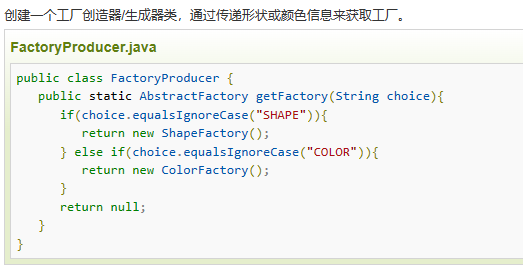 创建一个工厂创造器/生成器类，通过传递形状或颜色信息来获取工厂。
FactoryProducer.java
public class FactoryProducer {
   public static AbstractFactory getFactory(String choice){
      if(choice.equalsIgnoreCase("SHAPE")){
         return new ShapeFactory();
      } else if(choice.equalsIgnoreCase("COLOR")){
         return new ColorFactory();
      }
      return null;
   }
}